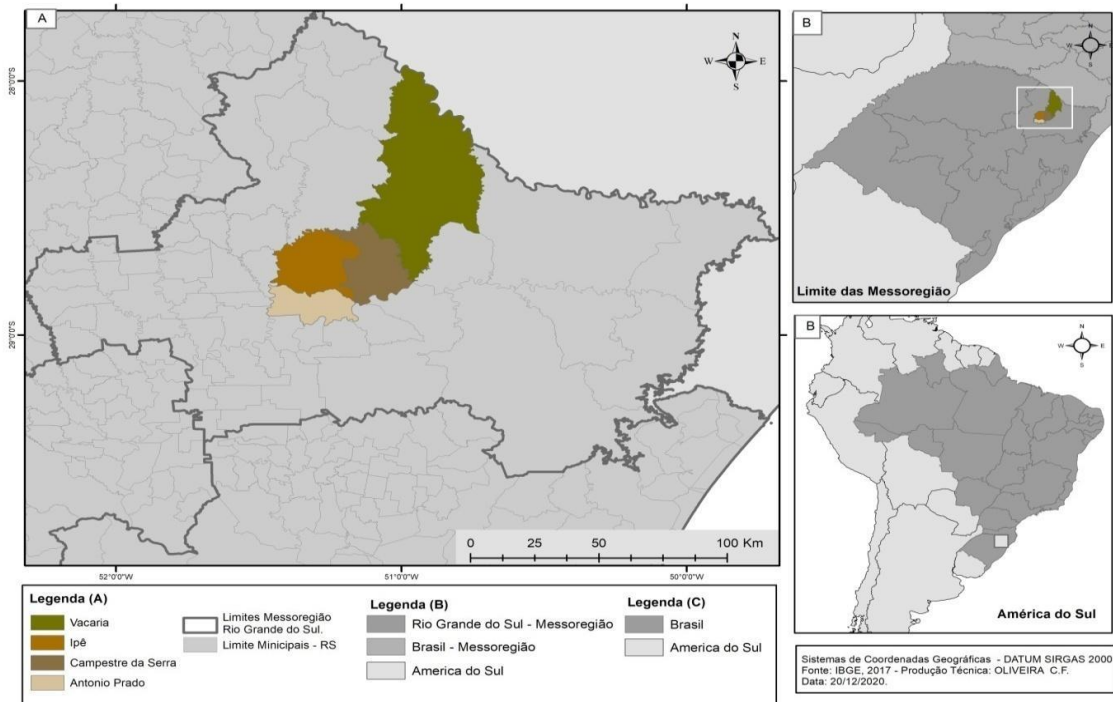 A
N
W E
S
28°0'0"S
29°0'0"S
0 25 50 75 100 Km
52°0'0"W 51°0'0"W 50°0'0"W
B
N
W E
S
Limite das Messoregião
B
N
W E
S
América do Sul
Legenda (A)
Vacaria
Ipê
Campestre da Serra
Antonio Prado
Limites Messoregião
Rio Grande do Sul.
Limite Minicipais - RS
Legenda (B)
Rio Grande do Sul - Messoregião
Brasil - Messoregião
America do Sul
Legenda (C)
Brasil
America do Sul
Sistemas de Coordenadas Geográficas - DATUM SIRGAS 2000
Fonte: IBGE, 2017 - Produção Técnica: OLIVEIRA C.F.
Data: 20/12/2020.